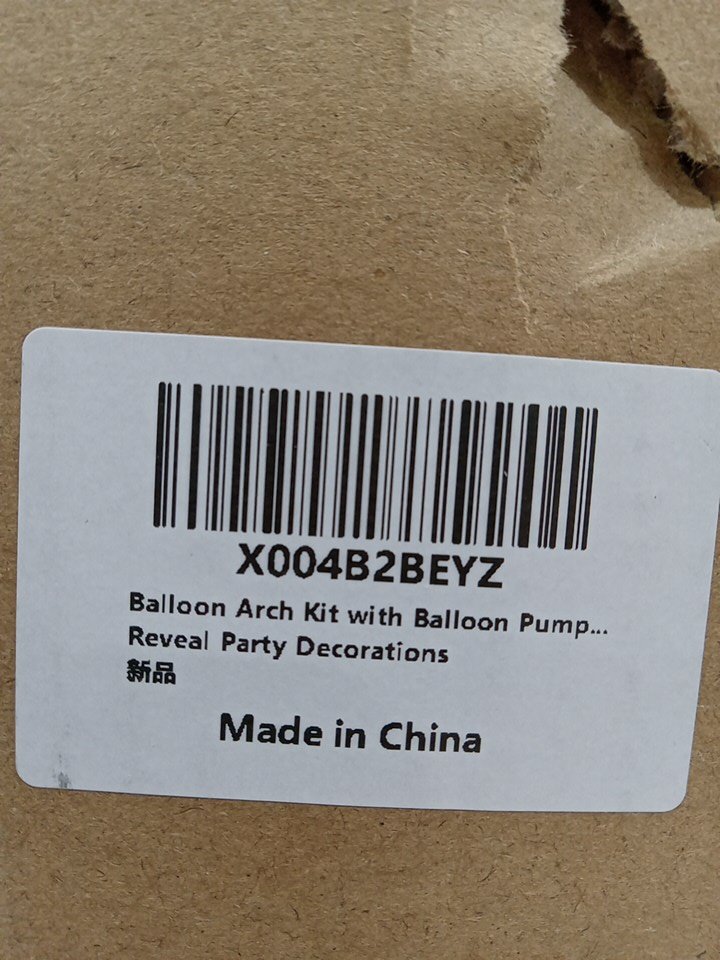 X004B2BEYZ
Balloon Arch Kit with Balloon Pump...
Reveal Party Decorations
新品
Made in China